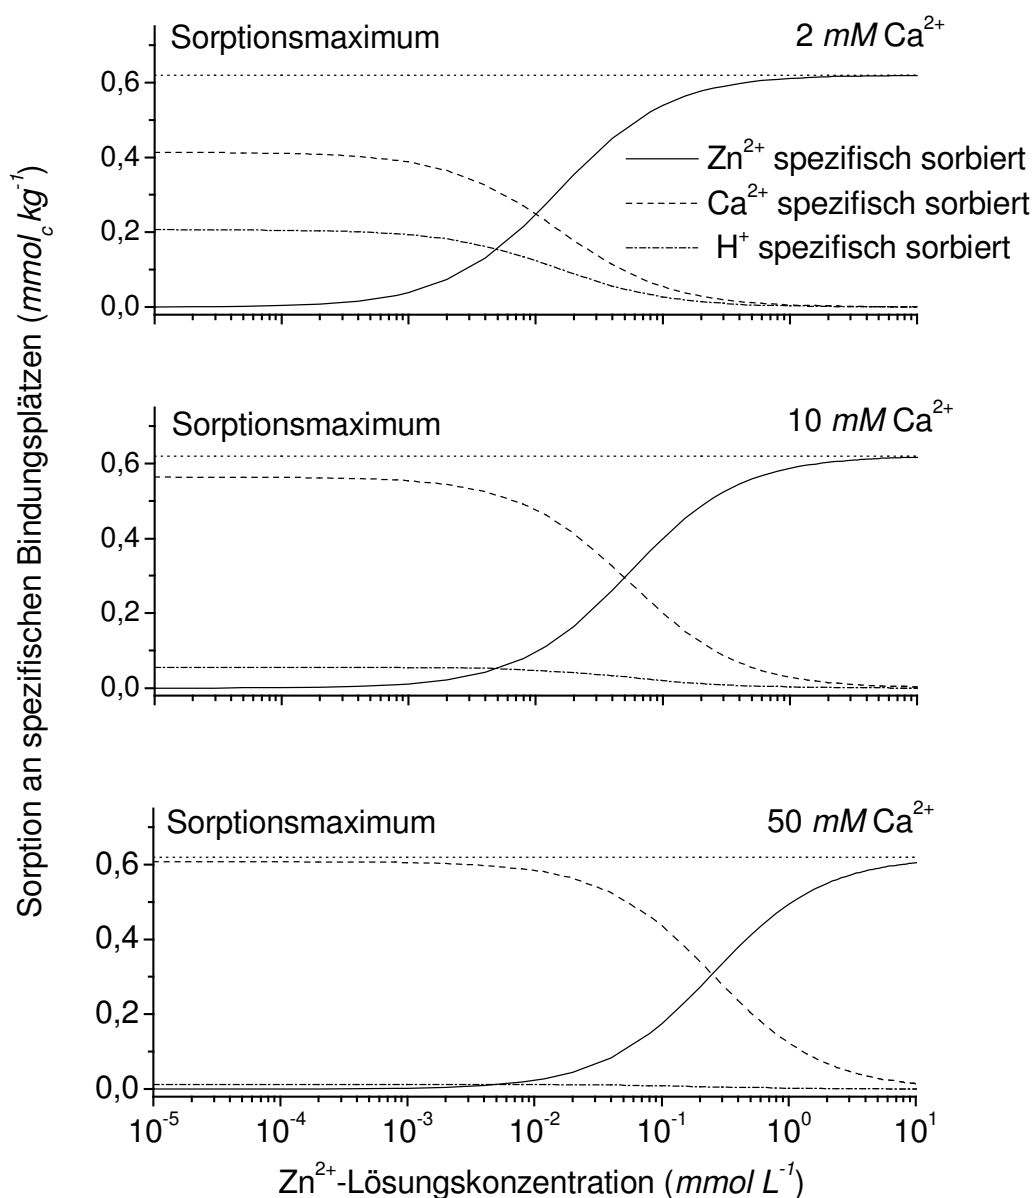 Sorption an spezifischen Bindungsplätzen (mmol_c kg⁻¹)
Sorptionsmaximum
2 mM Ca²⁺
0,6
0,4
0,2
0,0
Zn²⁺ spezifisch sorbiert
Ca²⁺ spezifisch sorbiert
H⁺ spezifisch sorbiert
Sorptionsmaximum
10 mM Ca²⁺
0,6
0,4
0,2
0,0
Sorptionsmaximum
50 mM Ca²⁺
0,6
0,4
0,2
0,0
10⁻⁵ 10⁻⁴ 10⁻³ 10⁻² 10⁻¹ 10⁰ 10¹
Zn²⁺-Lösungskonzentration (mmol L⁻¹)